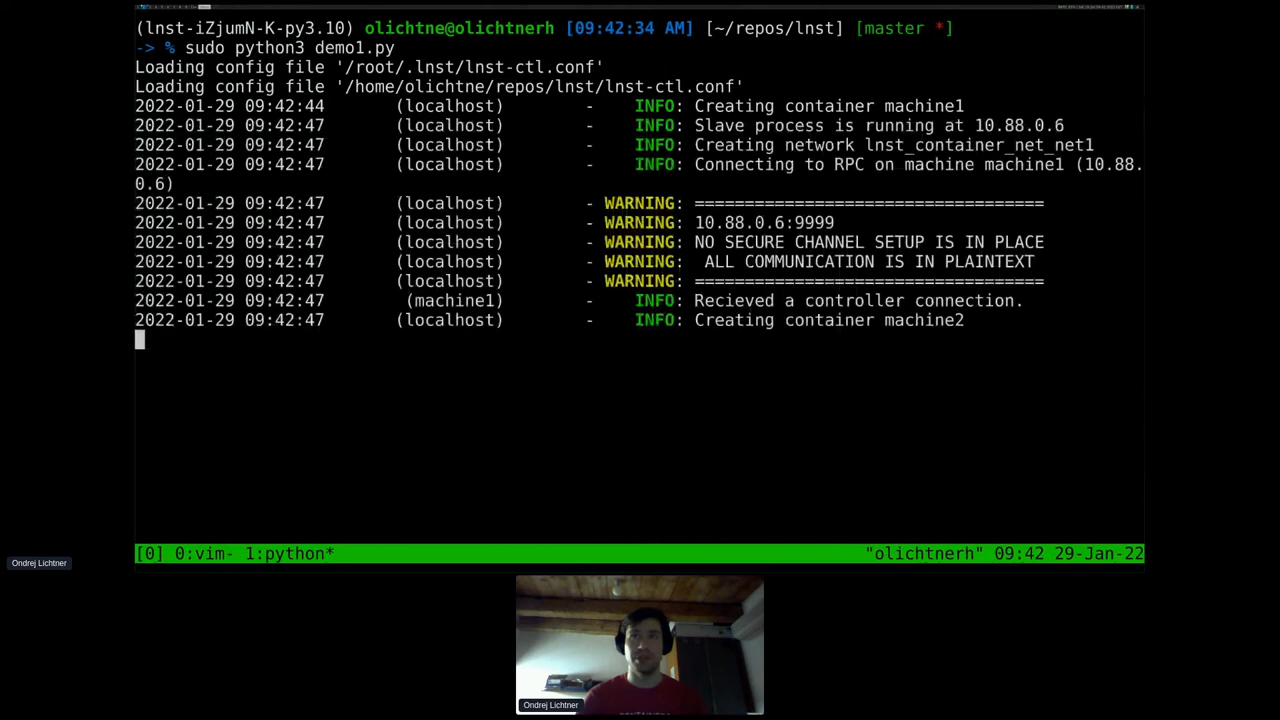 (lnst-iZjumN-K-py3.10) olichtne@olichtnerh [09:42:34 AM] [~/repos/lnst] [master *]
-> % sudo python3 demo1.py
Loading config file '/root/.lnst/lnst-ctl.conf'
Loading config file '/home/olichtne/repos/lnst/lnst-ctl.conf'
2022-01-29 09:42:44 (localhost) - INFO: Creating container machine1
2022-01-29 09:42:47 (localhost) - INFO: Slave process is running at 10.88.0.6
2022-01-29 09:42:47 (localhost) - INFO: Creating network lnst_container_net_net1
2022-01-29 09:42:47 (localhost) - INFO: Connecting to RPC on machine machine1 (10.88.
0.6)
2022-01-29 09:42:47 (localhost) - WARNING: ===================================
2022-01-29 09:42:47 (localhost) - WARNING: 10.88.0.6:9999
2022-01-29 09:42:47 (localhost) - WARNING: NO SECURE CHANNEL SETUP IS IN PLACE
2022-01-29 09:42:47 (localhost) - WARNING: ALL COMMUNICATION IS IN PLAINTEXT
2022-01-29 09:42:47 (localhost) - WARNING: ===================================
2022-01-29 09:42:47 (machine1) - INFO: Recieved a controller connection.
2022-01-29 09:42:47 (localhost) - INFO: Creating container machine2
[0] 0:vim- 1:python* "olichtnerh" 09:42 29-Jan-22
Ondrej Lichtner
Ondrej Lichtner